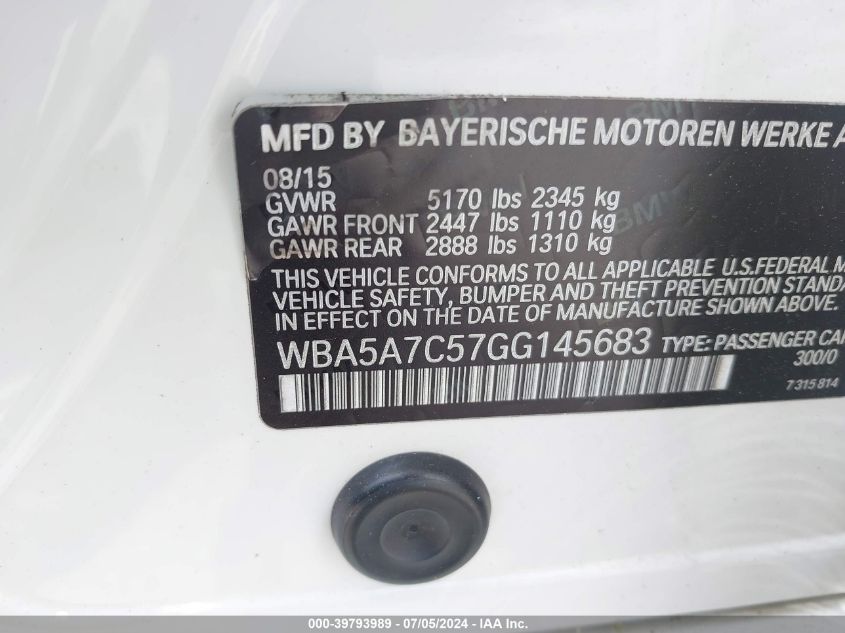 MFD BY BAYERISCHE MOTOREN WERKE A
08/15
GVWR 5170 lbs 2345 kg
GAWR FRONT 2447 lbs 1110 kg
GAWR REAR 2888 lbs 1310 kg
THIS VEHICLE CONFORMS TO ALL APPLICABLE U.S.FEDERAL M
VEHICLE SAFETY, BUMPER AND THEFT PREVENTION STANDA
IN EFFECT ON THE DATE OF MANUFACTURE SHOWN ABOVE.
WBA5A7C57GG145683 TYPE: PASSENGER CAR
300/0
7 315 814
000-39793989 - 07/05/2024 - IAA Inc.